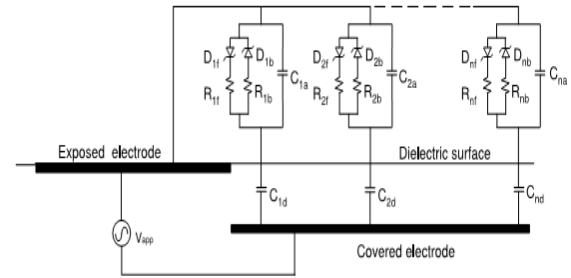 D1f D1b C1a D2f D2b C2a Dnf Dnb Cna
R1f R1b R2f R2b Rnf Rnb
Exposed electrode Dielectric surface
C1d C2d Cnd
Vapp
Covered electrode